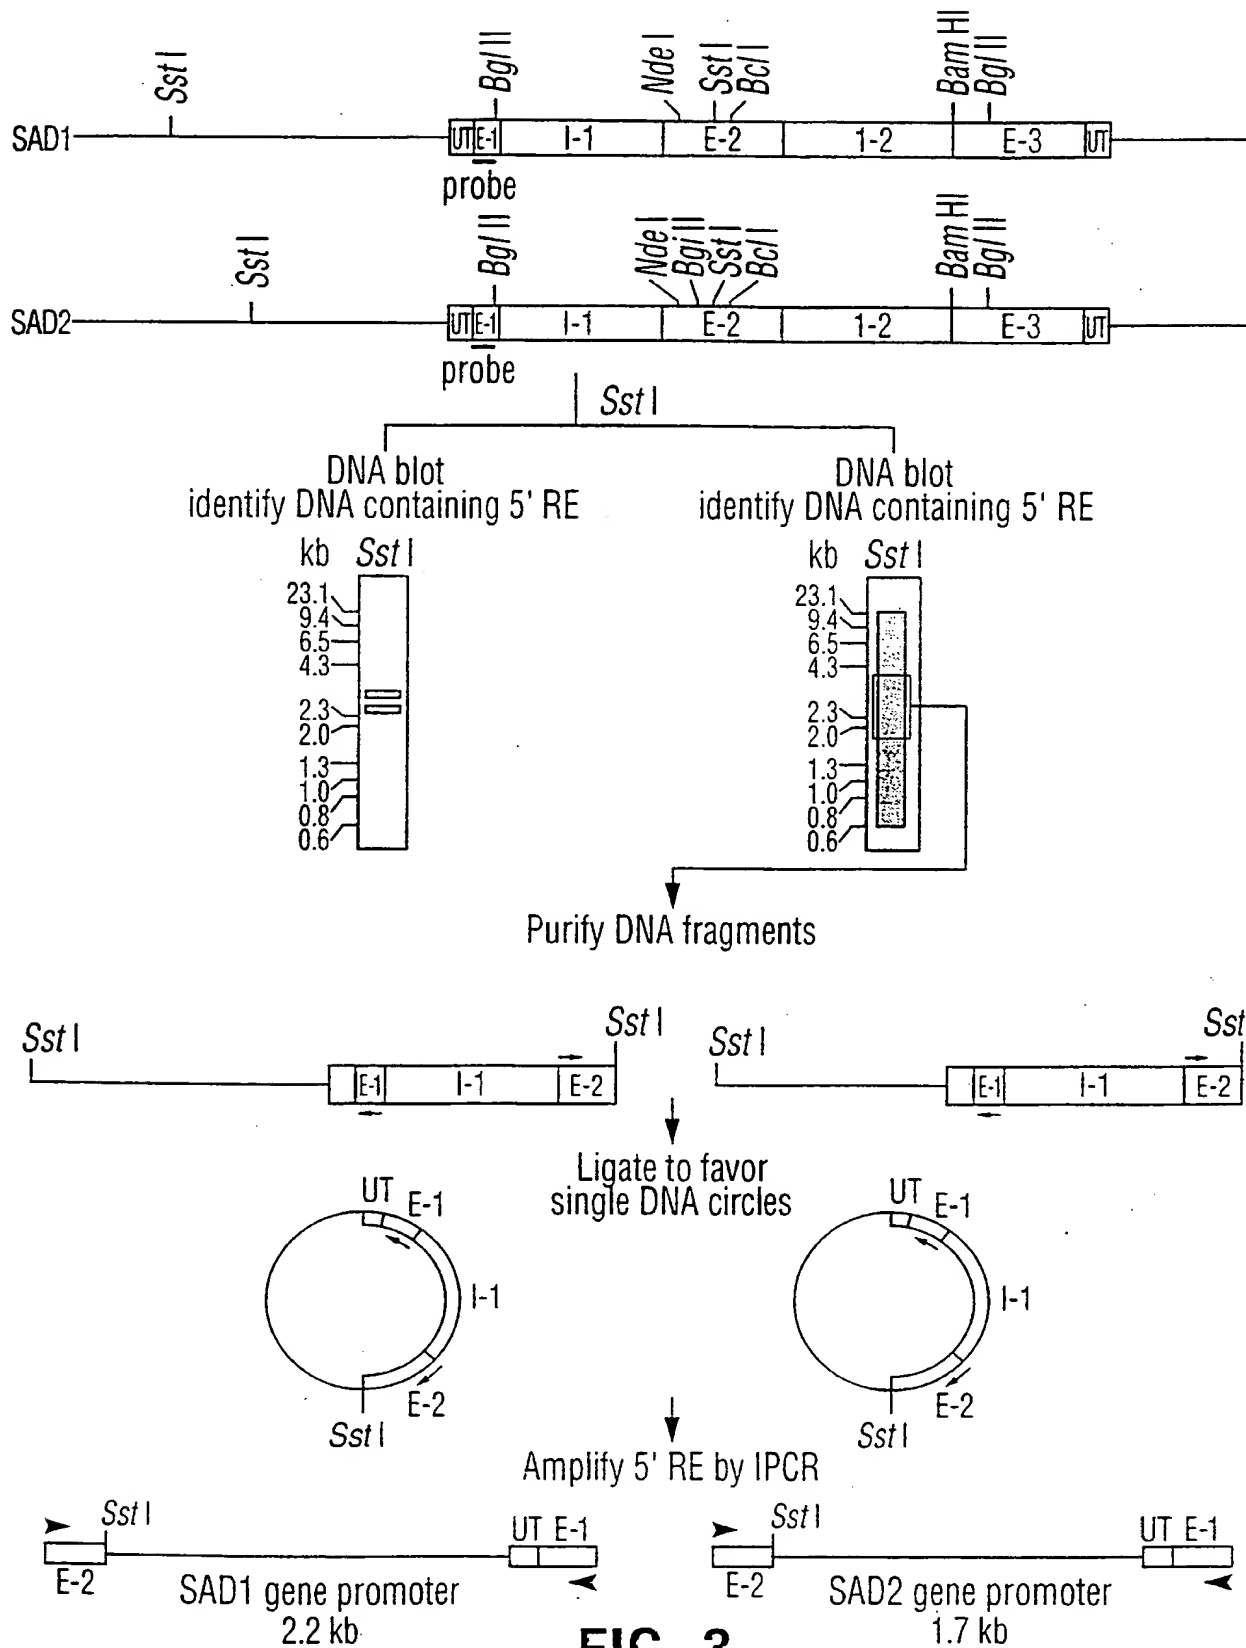 Sst I
Bgl II
Nde I
Sst I
Bcl I
Bam HI
Bgl II
SAD1
UT E-1 I-1 E-2 1-2 E-3 UT
probe
Sst I
Bgl II
Nde I
Bgl II
Sst I
Bcl I
Bam HI
Bgl II
SAD2
UT E-1 I-1 E-2 1-2 E-3 UT
probe
Sst I
DNA blot
identify DNA containing 5' RE
kb Sst I
23.1
9.4
6.5
4.3
2.3
2.0
1.3
1.0
0.8
0.6
DNA blot
identify DNA containing 5' RE
kb Sst I
23.1
9.4
6.5
4.3
2.3
2.0
1.3
1.0
0.8
0.6
Purify DNA fragments
Sst I
Sst I
E-1 I-1 E-2
Sst I
Sst
E-1 I-1 E-2
Ligate to favor
single DNA circles
UT E-1
I-1
E-2
Sst I
UT E-1
I-1
E-2
Sst I
Amplify 5' RE by IPCR
Sst I
UT E-1
E-2
SAD1 gene promoter
2.2 kb
Sst I
UT E-1
E-2
SAD2 gene promoter
1.7 kb